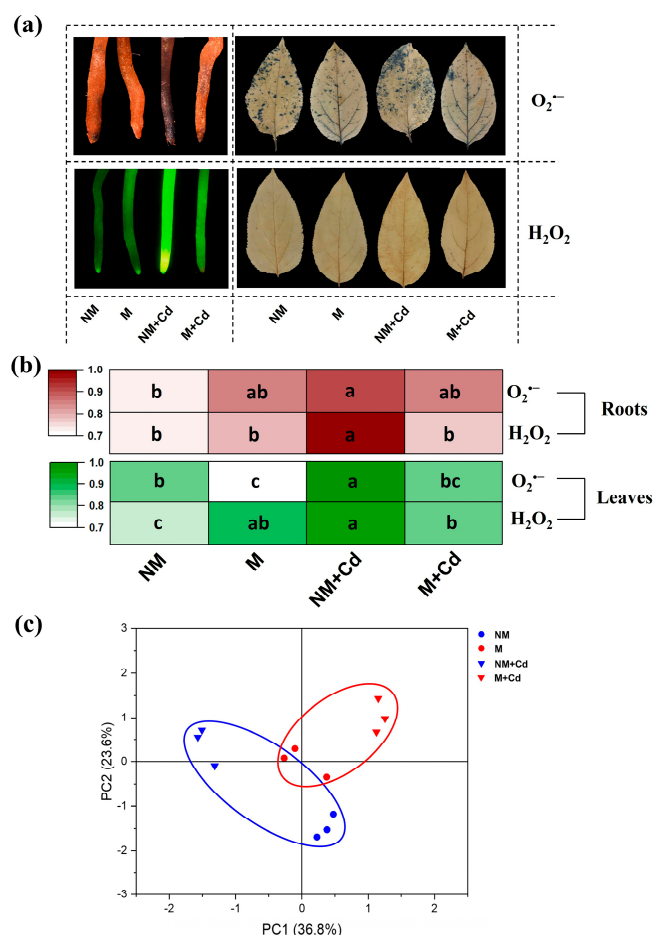 (a)
O₂•−
H₂O₂
NM M NM+Cd M+Cd NM M NM+Cd M+Cd
(b)
1.0
0.9
0.8
0.7
b ab a ab O₂•−
b b a b H₂O₂
Roots
1.0
0.9
0.8
0.7
b c a bc O₂•−
c ab a b H₂O₂
Leaves
NM M NM+Cd M+Cd
(c)
NM
M
NM+Cd
M+Cd
3
2
1
0
-1
-2
-3
PC2 (23.6%)
-2 -1 0 1 2
PC1 (36.8%)